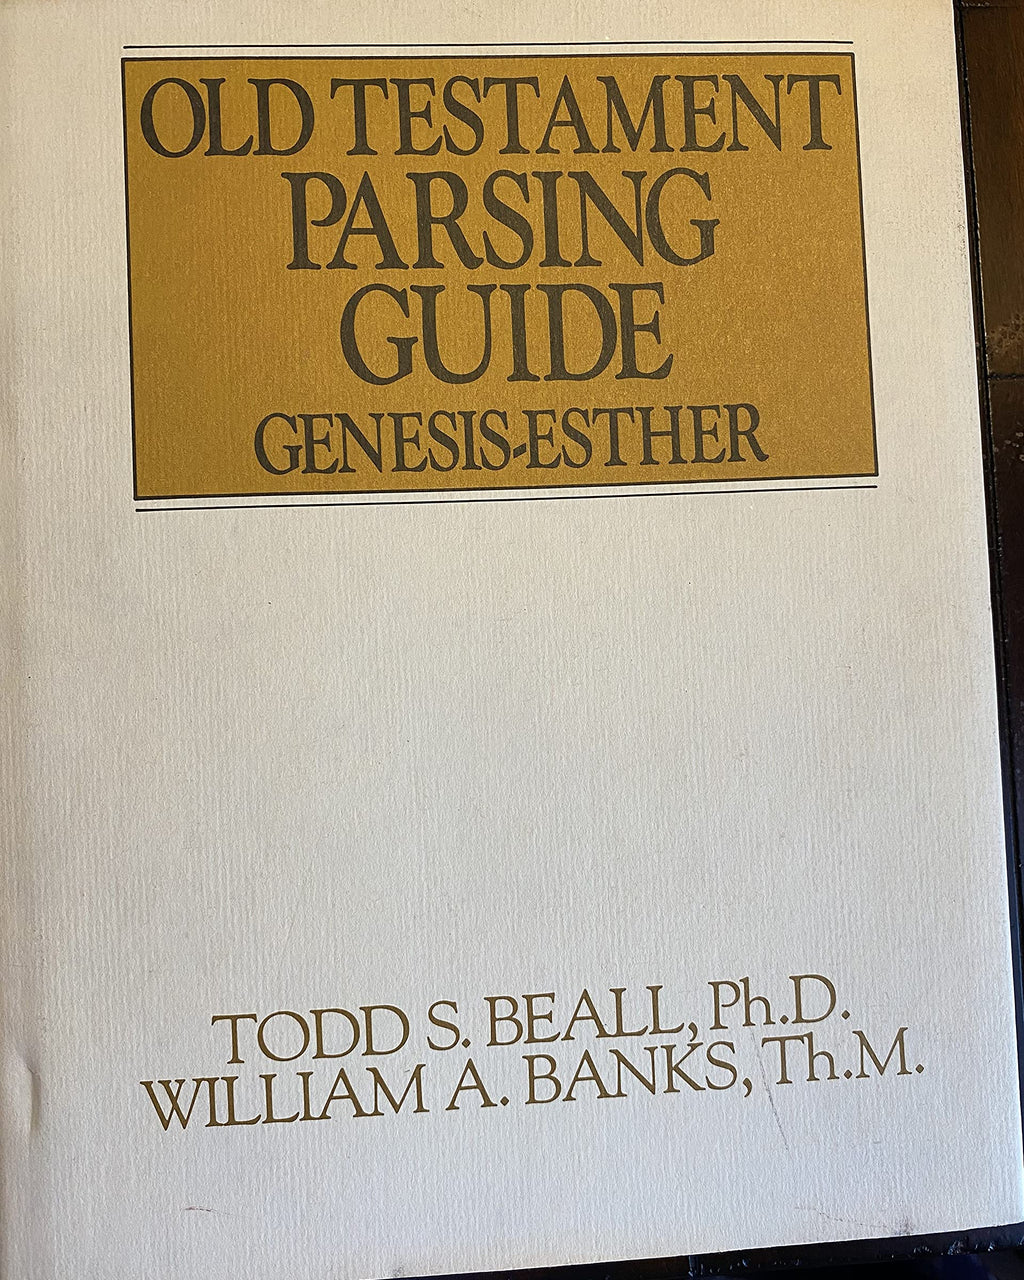 OLD TESTAMENT
PARSING
GUIDE
GENESIS-ESTHER
TODD S. BEALL, Ph.D.
WILLIAM A. BANKS, Th.M.